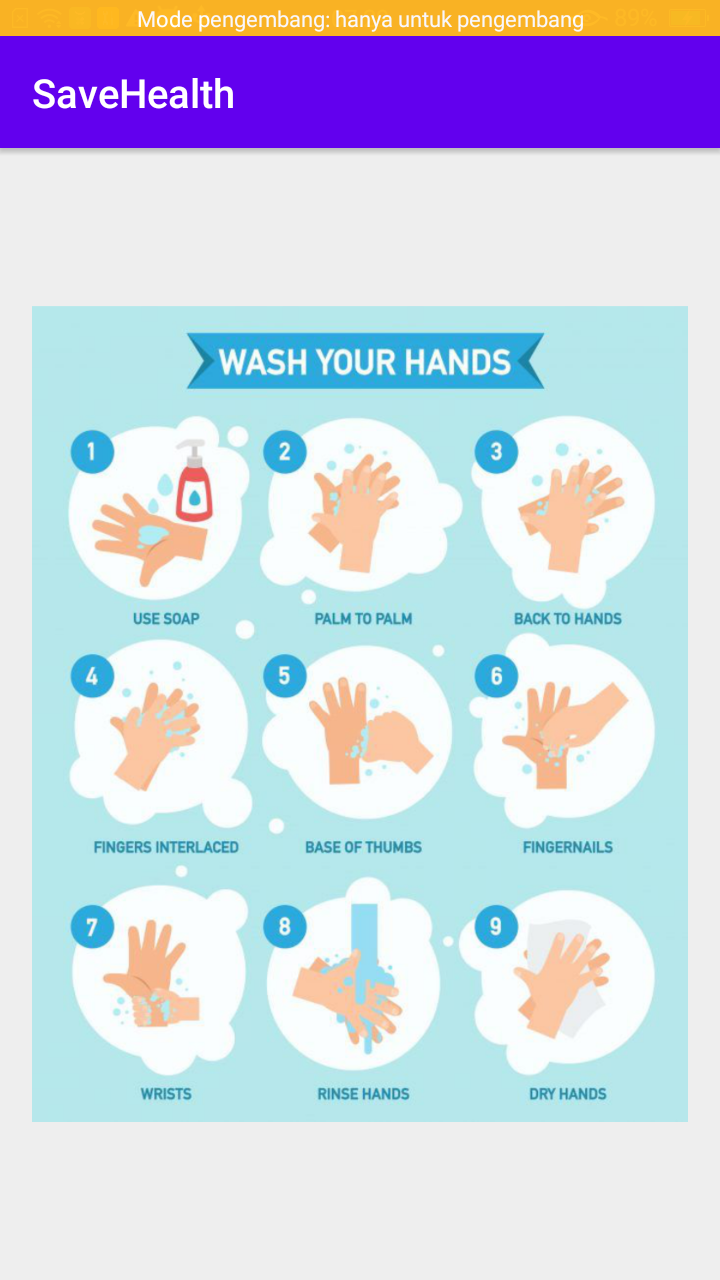 Mode pengembang: hanya untuk pengembang
89%
SaveHealth
WASH YOUR HANDS
1
2
3
USE SOAP
PALM TO PALM
BACK TO HANDS
4
5
6
FINGERS INTERLACED
BASE OF THUMBS
FINGERNAILS
7
8
9
WRISTS
RINSE HANDS
DRY HANDS